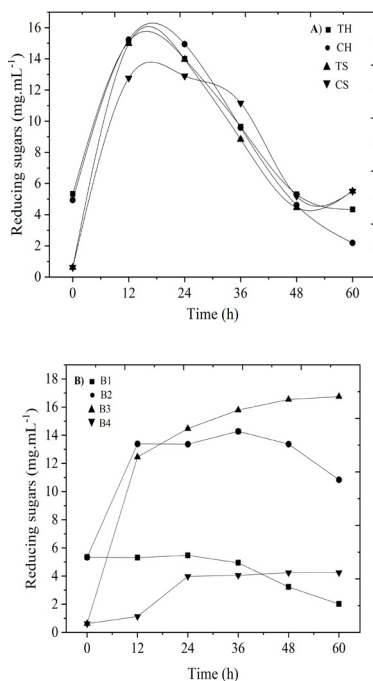 A) TH
CH
TS
CS
Reducing sugars (mg.mL⁻¹)
16
14
12
10
8
6
4
2
0
0 12 24 36 48 60
Time (h)
B) B1
B2
B3
B4
Reducing sugars (mg.mL⁻¹)
18
16
14
12
10
8
6
4
2
0
0 12 24 36 48 60
Time (h)